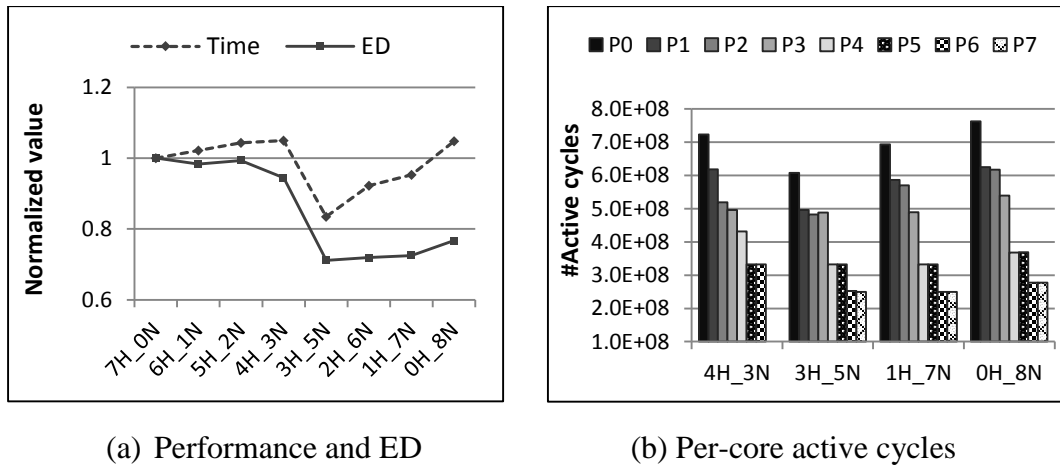 Time ED
Normalized value
1.2
1
0.8
0.6
7H_0N 6H_1N 5H_2N 4H_3N 3H_5N 2H_6N 1H_7N 0H_8N
(a) Performance and ED
P0 P1 P2 P3 P4 P5 P6 P7
#Active cycles
8.0E+08
7.0E+08
6.0E+08
5.0E+08
4.0E+08
3.0E+08
2.0E+08
1.0E+08
4H_3N 3H_5N 1H_7N 0H_8N
(b) Per-core active cycles